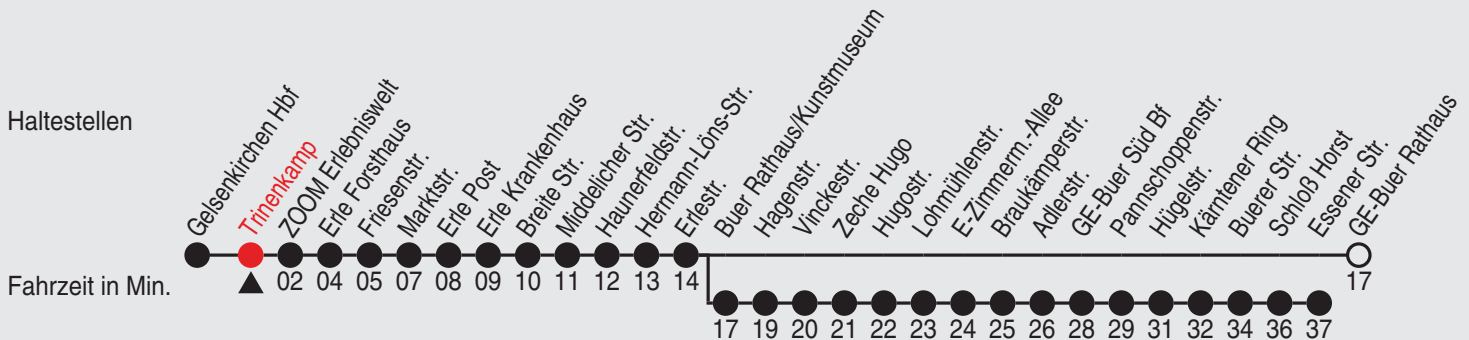 Haltestellen
Gelsenkirchen Hbf
Trinenkamp
ZOOM Erlebniswelt
Erle Forsthaus
Friesenstr.
Marktstr.
Erle Post
Erle Krankenhaus
Breite Str.
Middelicher Str.
Haunerfeldstr.
Hermann-Löns-Str.
Erlestr.
Buer Rathaus/Kunstmuseum
Hagenstr.
Vinckestr.
Zeche Hugo
Hugostr.
Lohmühlenstr.
E-Zimmerm.-Allee
Braukämperstr.
Adlerstr.
GE-Buer Süd Bf
Pannschoppenstr.
Hügelstr.
Kärntener Ring
Buerer Str.
Schloß Horst
Essener Str.
GE-Buer Rathaus
Fahrzeit in Min.
02 04 05 07 08 09 10 11 12 13 14 17
17 19 20 21 22 23 24 25 26 28 29 31 32 34 36 37